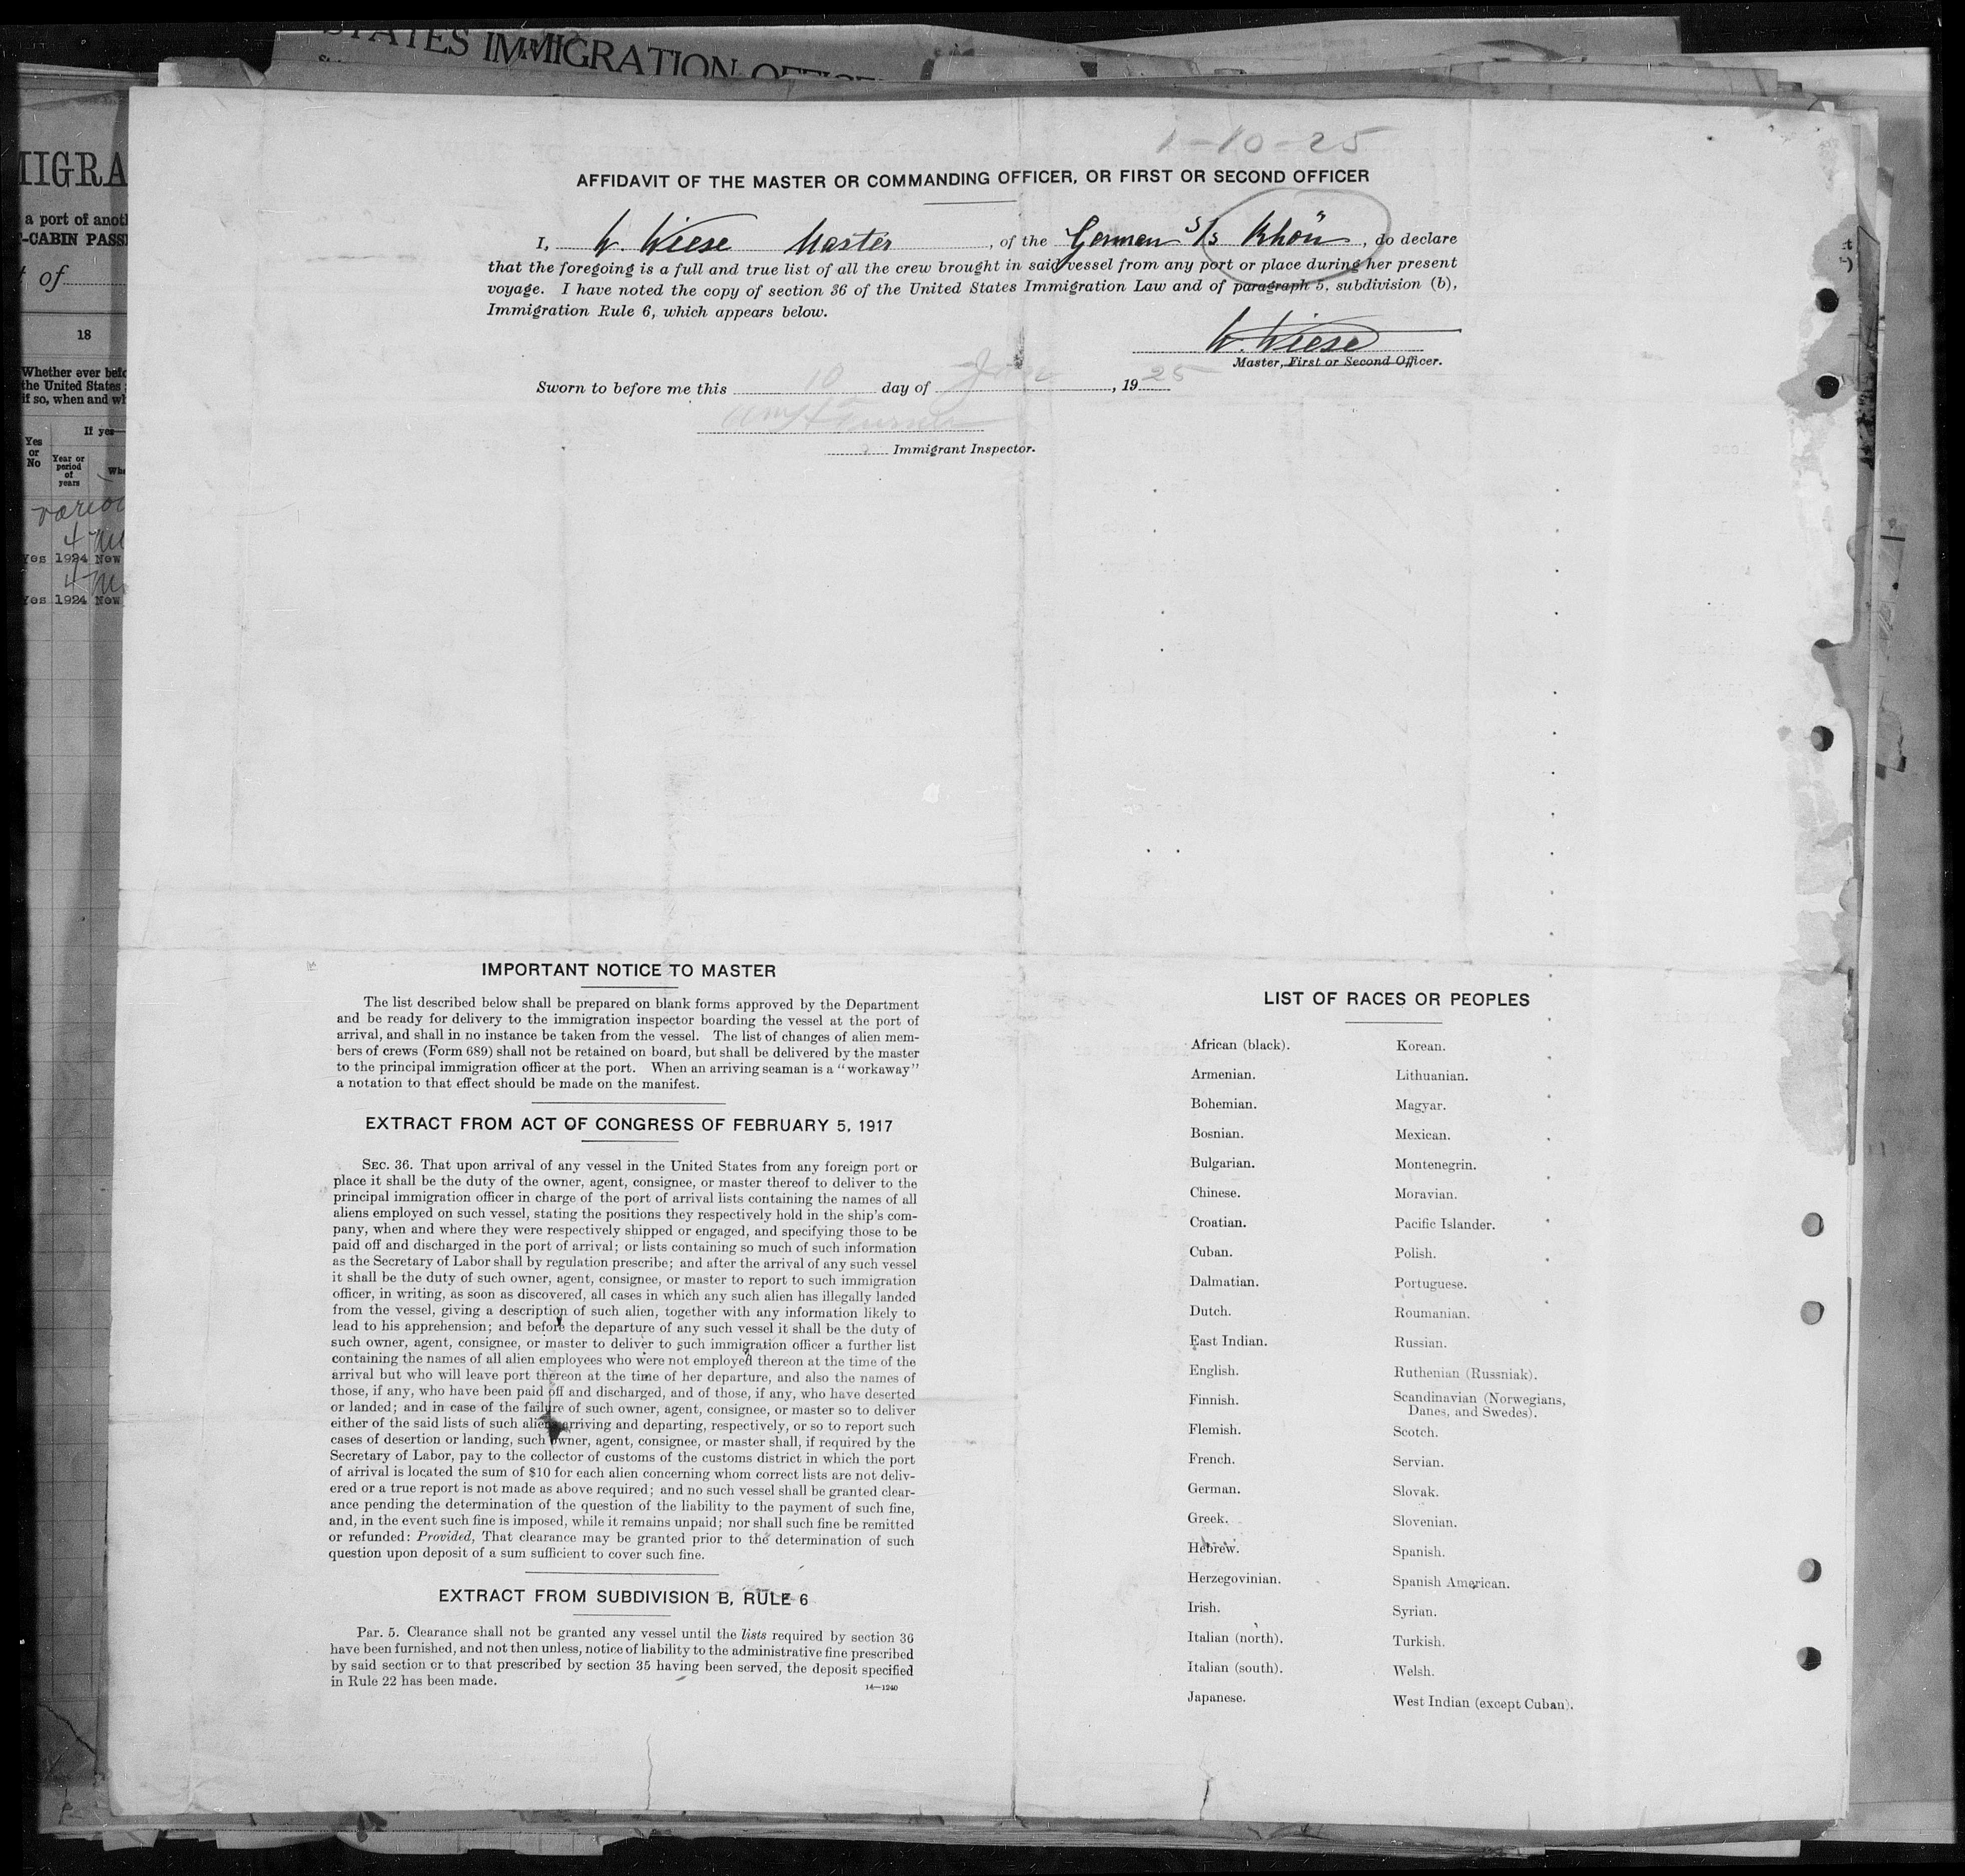 STATES IMMIGRATION
MIGRA
a port of anoth
T-CABIN PASS
of
18
Whether ever befo
the United States;
if so, when and wh
If yes—
Yes
or
No
Year or
period
of
years
Whe
Yes 1924 New
Yes 1924 New
1-10-25
AFFIDAVIT OF THE MASTER OR COMMANDING OFFICER, OR FIRST OR SECOND OFFICER
I, W. Wiese Master, of the German S/S Rhön, do declare
that the foregoing is a full and true list of all the crew brought in said vessel from any port or place during her present
voyage. I have noted the copy of section 36 of the United States Immigration Law and of paragraph 5, subdivision (b),
Immigration Rule 6, which appears below.
W. Wiese
Master, First or Second Officer.
Sworn to before me this 10 day of , 1925
Immigrant Inspector.
IMPORTANT NOTICE TO MASTER
The list described below shall be prepared on blank forms approved by the Department
and be ready for delivery to the immigration inspector boarding the vessel at the port of
arrival, and shall in no instance be taken from the vessel. The list of changes of alien mem-
bers of crews (Form 689) shall not be retained on board, but shall be delivered by the master
to the principal immigration officer at the port. When an arriving seaman is a "workaway"
a notation to that effect should be made on the manifest.
EXTRACT FROM ACT OF CONGRESS OF FEBRUARY 5, 1917
SEC. 36. That upon arrival of any vessel in the United States from any foreign port or
place it shall be the duty of the owner, agent, consignee, or master thereof to deliver to the
principal immigration officer in charge of the port of arrival lists containing the names of all
aliens employed on such vessel, stating the positions they respectively hold in the ship's com-
pany, when and where they were respectively shipped or engaged, and specifying those to be
paid off and discharged in the port of arrival; or lists containing so much of such information
as the Secretary of Labor shall by regulation prescribe; and after the arrival of any such vessel
it shall be the duty of such owner, agent, consignee, or master to report to such immigration
officer, in writing, as soon as discovered, all cases in which any such alien has illegally landed
from the vessel, giving a description of such alien, together with any information likely to
lead to his apprehension; and before the departure of any such vessel it shall be the duty of
such owner, agent, consignee, or master to deliver to such immigration officer a further list
containing the names of all alien employees who were not employed thereon at the time of the
arrival but who will leave port thereon at the time of her departure, and also the names of
those, if any, who have been paid off and discharged, and of those, if any, who have deserted
or landed; and in case of the failure of such owner, agent, consignee, or master so to deliver
either of the said lists of such aliens arriving and departing, respectively, or so to report such
cases of desertion or landing, such owner, agent, consignee, or master shall, if required by the
Secretary of Labor, pay to the collector of customs of the customs district in which the port
of arrival is located the sum of $10 for each alien concerning whom correct lists are not deliv-
ered or a true report is not made as above required; and no such vessel shall be granted clear-
ance pending the determination of the question of the liability to the payment of such fine,
and, in the event such fine is imposed, while it remains unpaid; nor shall such fine be remitted
or refunded: Provided, That clearance may be granted prior to the determination of such
question upon deposit of a sum sufficient to cover such fine.
EXTRACT FROM SUBDIVISION B, RULE 6
Par. 5. Clearance shall not be granted any vessel until the lists required by section 36
have been furnished, and not then unless, notice of liability to the administrative fine prescribed
by said section or to that prescribed by section 35 having been served, the deposit specified
in Rule 22 has been made.
14—1240
LIST OF RACES OR PEOPLES
African (black).
Armenian.
Bohemian.
Bosnian.
Bulgarian.
Chinese.
Croatian.
Cuban.
Dalmatian.
Dutch.
East Indian.
English.
Finnish.
Flemish.
French.
German.
Greek.
Hebrew.
Herzegovinian.
Irish.
Italian (north).
Italian (south).
Japanese.
Korean.
Lithuanian.
Magyar.
Mexican.
Montenegrin.
Moravian.
Pacific Islander.
Polish.
Portuguese.
Roumanian.
Russian.
Ruthenian (Russniak).
Scandinavian (Norwegians,
Danes, and Swedes).
Scotch.
Servian.
Slovak.
Slovenian.
Spanish.
Spanish American.
Syrian.
Turkish.
Welsh.
West Indian (except Cuban).